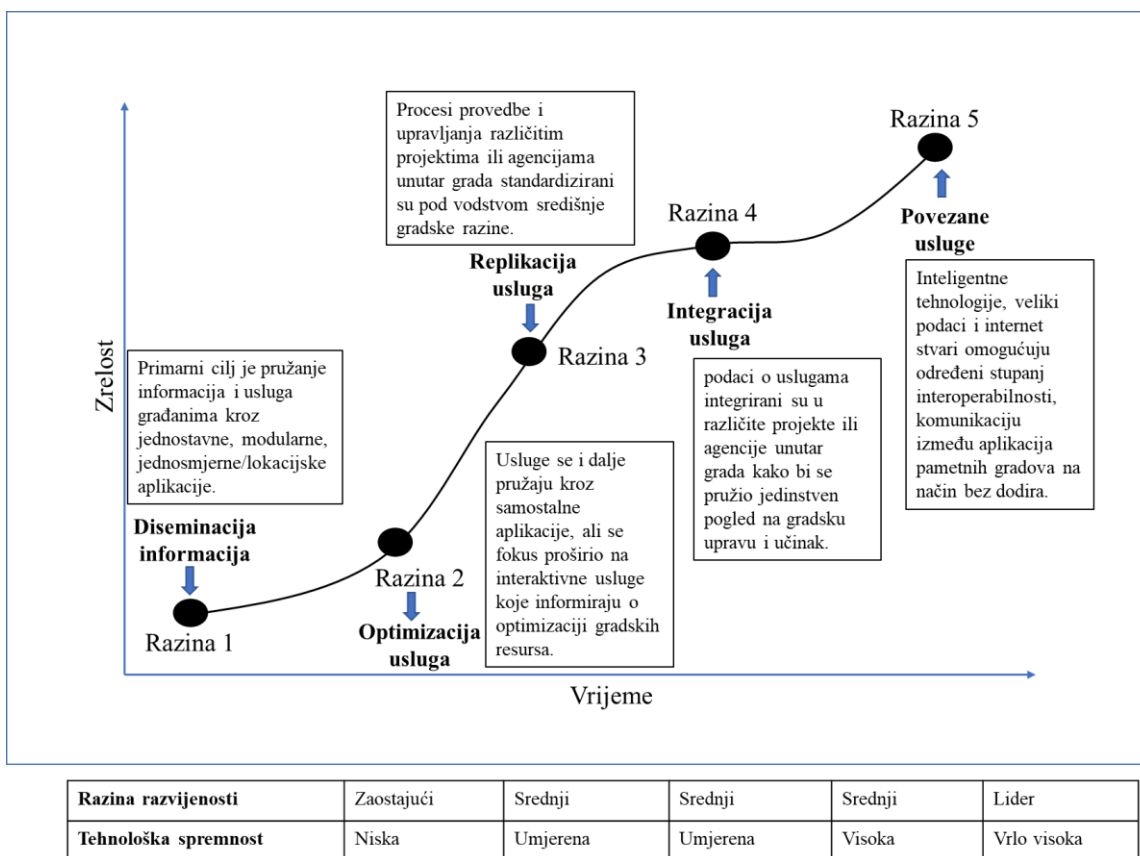 Procesi provedbe i
upravljanja različitim
projektima ili agencijama
unutar grada standardizirani
su pod vodstvom središnje
gradske razine.
Replikacija
usluga
Razina 3
Razina 5
Povezane
usluge
Inteligentne
tehnologije, veliki
podaci i internet
stvari omogućuju
određeni stupanj
interoperabilnosti,
komunikaciju
između aplikacija
pametnih gradova na
način bez dodira.
Razina 4
Integracija
usluga
podaci o uslugama
integrirani su u
različite projekte ili
agencije unutar
grada kako bi se
pružio jedinstven
pogled na gradsku
upravu i učinak.
Zrelost
Primarni cilj je pružanje
informacija i usluga
građanima kroz
jednostavne, modularne,
jednosmjerne/lokacijske
aplikacije.
Diseminacija
informacija
Razina 1
Razina 2
Optimizacija
usluga
Usluge se i dalje
pružaju kroz
samostalne
aplikacije, ali se
fokus proširio na
interaktivne usluge
koje informiraju o
optimizaciji gradskih
resursa.
Vrijeme
Razina razvijenosti Zaostajući Srednji Srednji Srednji Lider
Tehnološka spremnost Niska Umjerena Umjerena Visoka Vrlo visoka